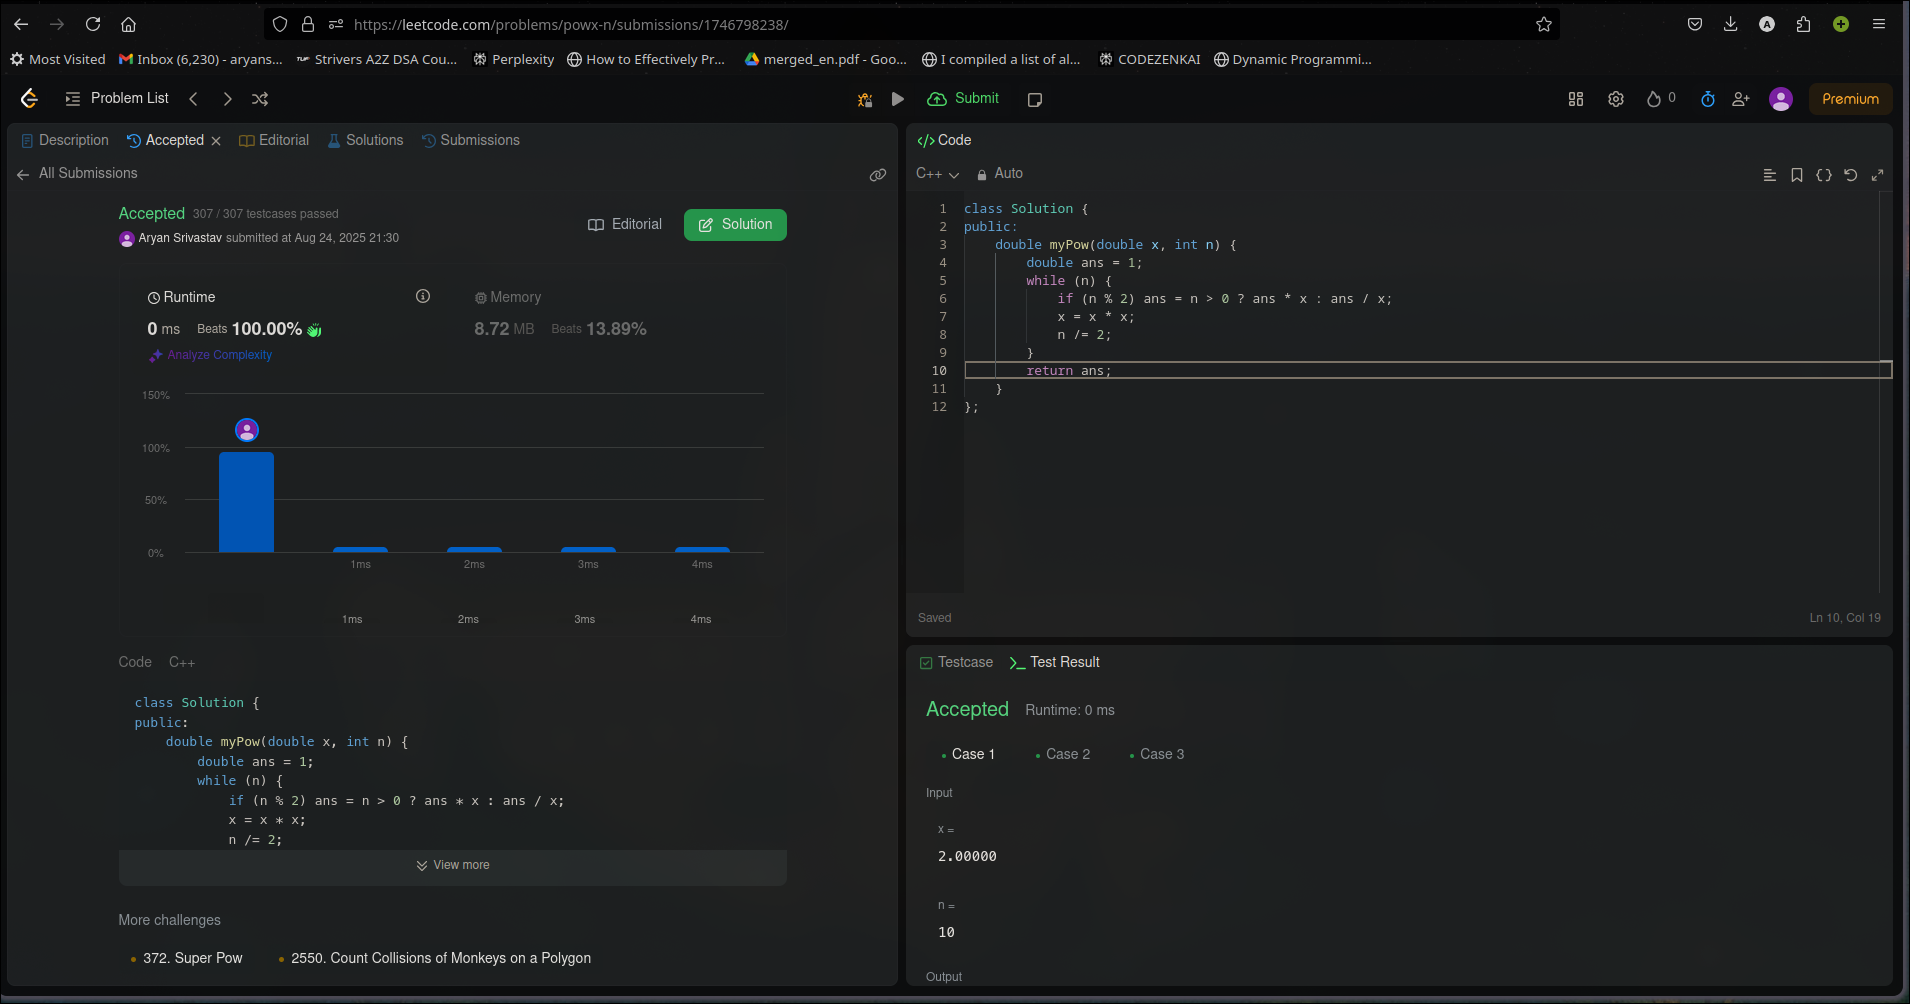 https://leetcode.com/problems/powx-n/submissions/1746798238/
Most Visited
Inbox (6,230) - aryans...
Strivers A2Z DSA Cou...
Perplexity
How to Effectively Pr...
merged_en.pdf - Goo...
I compiled a list of al...
CODEZENKAI
Dynamic Programmi...
Problem List
Submit
0
Premium
Description
Accepted
Editorial
Solutions
Submissions
All Submissions
Accepted 307 / 307 testcases passed
Aryan Srivastav submitted at Aug 24, 2025 21:30
Editorial
Solution
Runtime
0 ms Beats 100.00%
Analyze Complexity
Memory
8.72 MB Beats 13.89%
150%
100%
50%
0%
1ms 2ms 3ms 4ms
1ms 2ms 3ms 4ms
Code C++
class Solution {
public:
    double myPow(double x, int n) {
        double ans = 1;
        while (n) {
            if (n % 2) ans = n > 0 ? ans * x : ans / x;
            x = x * x;
            n /= 2;
View more
More challenges
372. Super Pow
2550. Count Collisions of Monkeys on a Polygon
</> Code
C++ Auto
1 class Solution {
2 public:
3     double myPow(double x, int n) {
4         double ans = 1;
5         while (n) {
6             if (n % 2) ans = n > 0 ? ans * x : ans / x;
7             x = x * x;
8             n /= 2;
9         }
10         return ans;
11     }
12 };
Saved
Ln 10, Col 19
Testcase
Test Result
Accepted Runtime: 0 ms
Case 1
Case 2
Case 3
Input
x =
2.00000
n =
10
Output